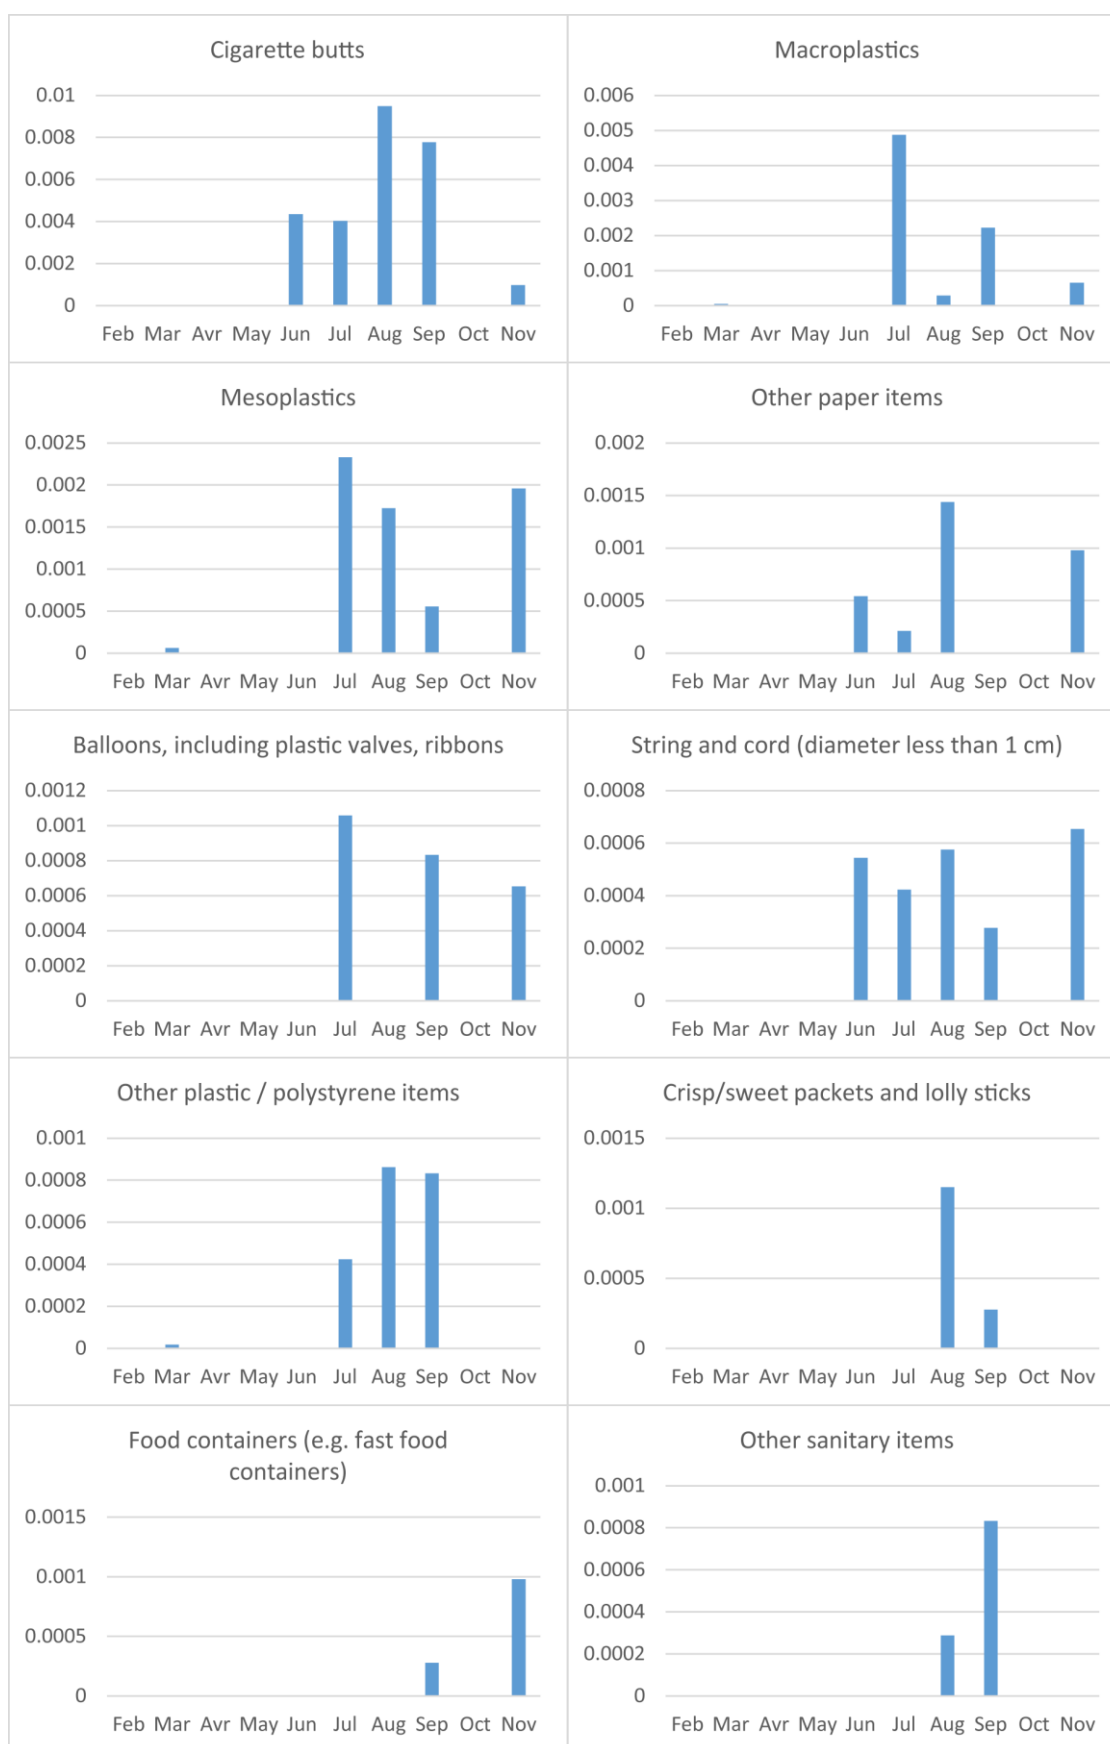 Cigarette butts
0.01
0.008
0.006
0.004
0.002
0
Feb Mar Avr May Jun Jul Aug Sep Oct Nov
Macroplastics
0.006
0.005
0.004
0.003
0.002
0.001
0
Feb Mar Avr May Jun Jul Aug Sep Oct Nov
Mesoplastics
0.0025
0.002
0.0015
0.001
0.0005
0
Feb Mar Avr May Jun Jul Aug Sep Oct Nov
Other paper items
0.002
0.0015
0.001
0.0005
0
Feb Mar Avr May Jun Jul Aug Sep Oct Nov
Balloons, including plastic valves, ribbons
0.0012
0.001
0.0008
0.0006
0.0004
0.0002
0
Feb Mar Avr May Jun Jul Aug Sep Oct Nov
String and cord (diameter less than 1 cm)
0.0008
0.0006
0.0004
0.0002
0
Feb Mar Avr May Jun Jul Aug Sep Oct Nov
Other plastic / polystyrene items
0.001
0.0008
0.0006
0.0004
0.0002
0
Feb Mar Avr May Jun Jul Aug Sep Oct Nov
Crisp/sweet packets and lolly sticks
0.0015
0.001
0.0005
0
Feb Mar Avr May Jun Jul Aug Sep Oct Nov
Food containers (e.g. fast food
containers)
0.0015
0.001
0.0005
0
Feb Mar Avr May Jun Jul Aug Sep Oct Nov
Other sanitary items
0.001
0.0008
0.0006
0.0004
0.0002
0
Feb Mar Avr May Jun Jul Aug Sep Oct Nov